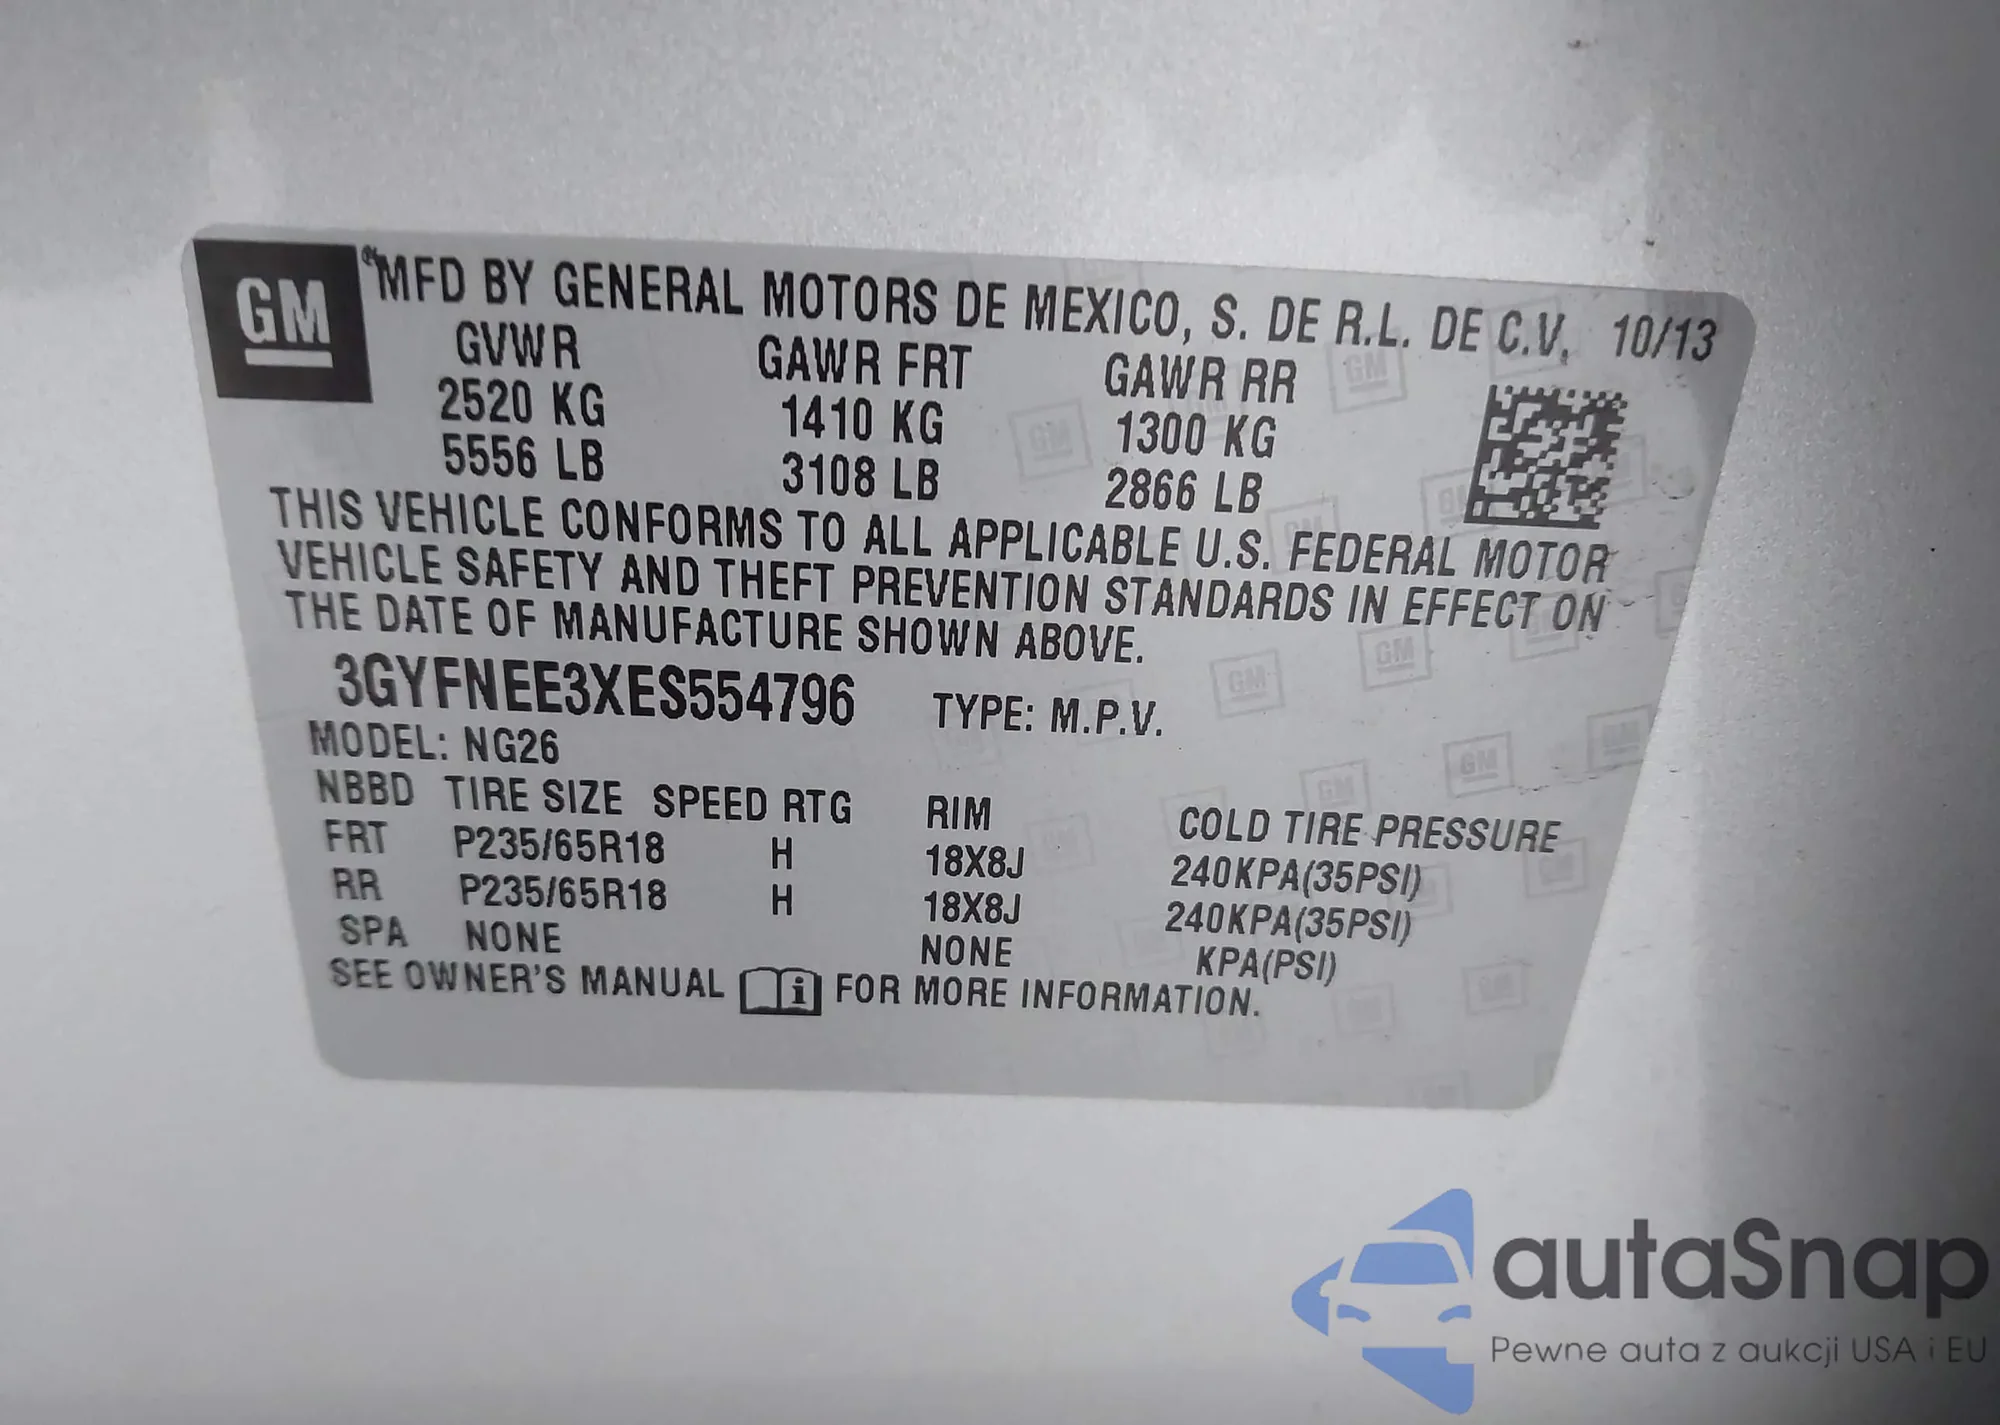 GM
MFD BY GENERAL MOTORS DE MEXICO, S. DE R.L. DE C.V. 10/13
GVWR GAWR FRT GAWR RR
2520 KG 1410 KG 1300 KG
5556 LB 3108 LB 2866 LB
THIS VEHICLE CONFORMS TO ALL APPLICABLE U.S. FEDERAL MOTOR
VEHICLE SAFETY AND THEFT PREVENTION STANDARDS IN EFFECT ON
THE DATE OF MANUFACTURE SHOWN ABOVE.
3GYFNEE3XES554796 TYPE: M.P.V.
MODEL: NG26
NBBD TIRE SIZE SPEED RTG RIM COLD TIRE PRESSURE
FRT P235/65R18 H 18X8J 240KPA(35PSI)
RR P235/65R18 H 18X8J 240KPA(35PSI)
SPA NONE NONE KPA(PSI)
SEE OWNER'S MANUAL i FOR MORE INFORMATION.
autaSnap
Pewne auta z aukcji USA i EU